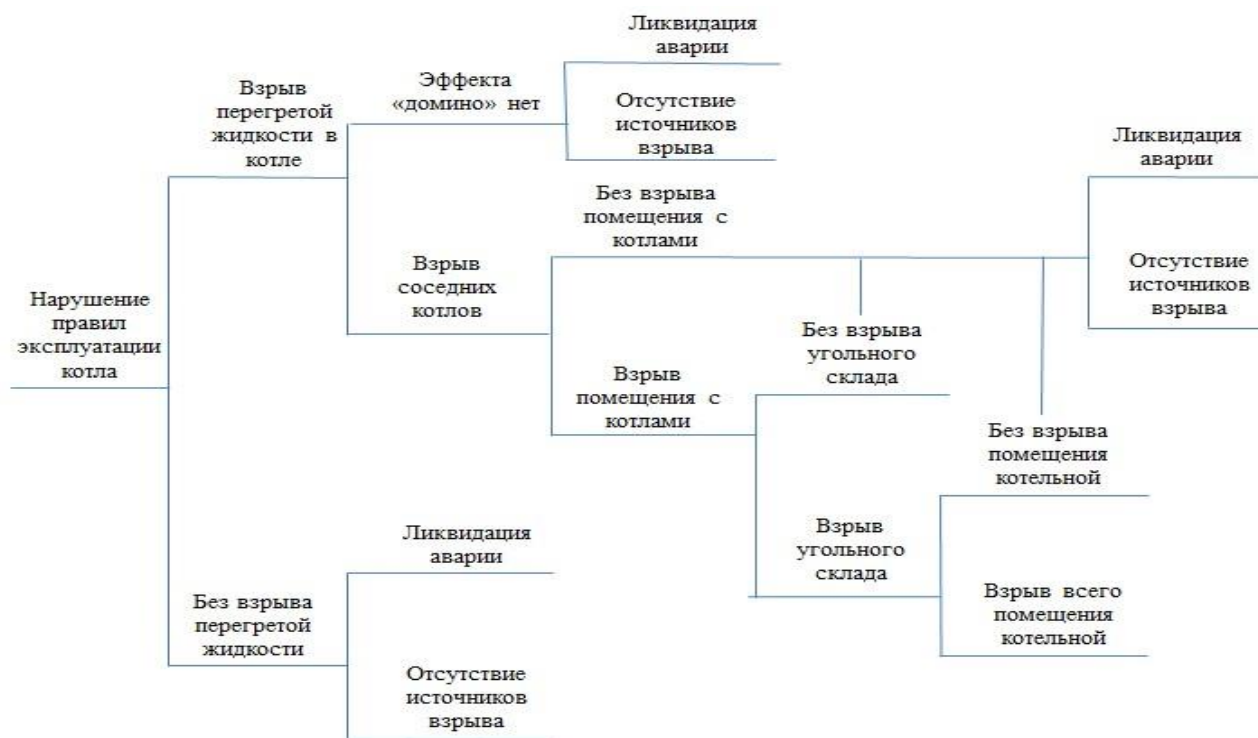 Ликвидация
аварии
Взрыв
перегретой
жидкости в
котле
Эффекта
«домино» нет
Отсутствие
источников
взрыва
Ликвидация
аварии
Без взрыва
помещения с
котлами
Взрыв
соседних
котлов
Отсутствие
источников
взрыва
Нарушение
правил
эксплуатации
котла
Без взрыва
угольного
склада
Взрыв
помещения с
котлами
Без взрыва
помещения
котельной
Ликвидация
аварии
Взрыв
угольного
склада
Без взрыва
перегретой
жидкости
Взрыв всего
помещения
котельной
Отсутствие
источников
взрыва